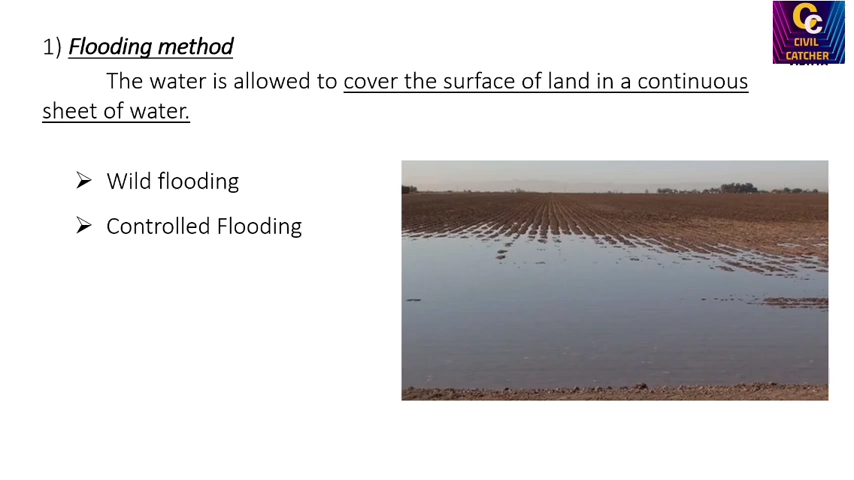 1) Flooding method
The water is allowed to cover the surface of land in a continuous
sheet of water.
➢ Wild flooding
➢ Controlled Flooding
CC
CIVIL
CATCHER